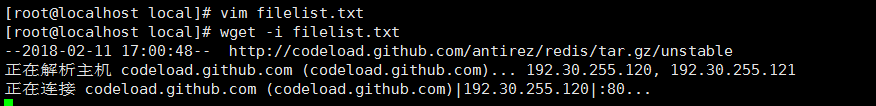 [root@localhost local]# vim filelist.txt
[root@localhost local]# wget -i filelist.txt
--2018-02-11 17:00:48--  http://codeload.github.com/antirez/redis/tar.gz/unstable
正在解析主机 codeload.github.com (codeload.github.com)... 192.30.255.120, 192.30.255.121
正在连接 codeload.github.com (codeload.github.com)|192.30.255.120|:80...